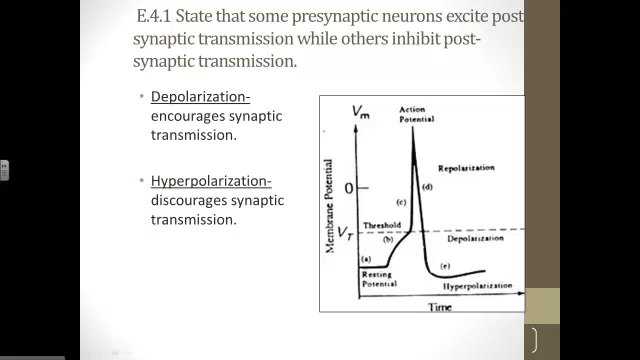 E.4.1 State that some presynaptic neurons excite post
synaptic transmission while others inhibit post-
synaptic transmission.
• Depolarization-
encourages synaptic
transmission.
• Hyperpolarization-
discourages synaptic
transmission.
Vm
Action
Potential
Repolarization
0
(d)
(c)
Membrane Potential
Threshold
VT
(b)
Depolarization
(a)
(e)
Resting
Potential
Hyperpolarization
Time